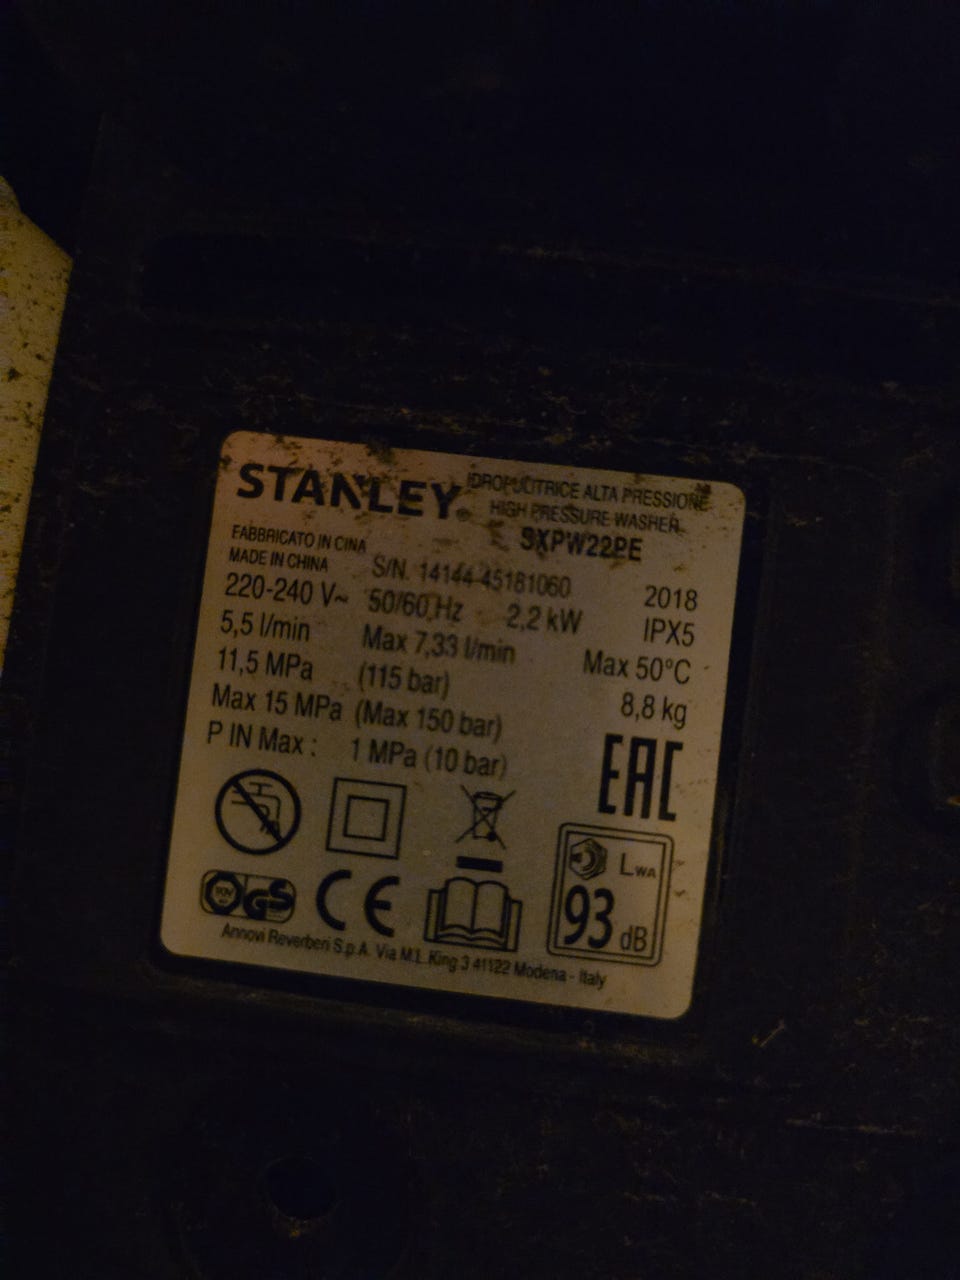 STANLEY®
IDROPULITRICE ALTA PRESSIONE
HIGH PRESSURE WASHER
SXPW22PE
FABBRICATO IN CINA
MADE IN CHINA
S/N. 14144 45181060
2018
220-240 V~ 50/60 Hz 2,2 kW IPX5
5,5 l/min Max 7,33 l/min Max 50°C
11,5 MPa (115 bar) 8,8 kg
Max 15 MPa (Max 150 bar)
P IN Max : 1 MPa (10 bar)
EAC
LWA
93 dB
GS
CE
Annovi Reverberi S.p.A. Via M.L. King 3 41122 Modena - Italy